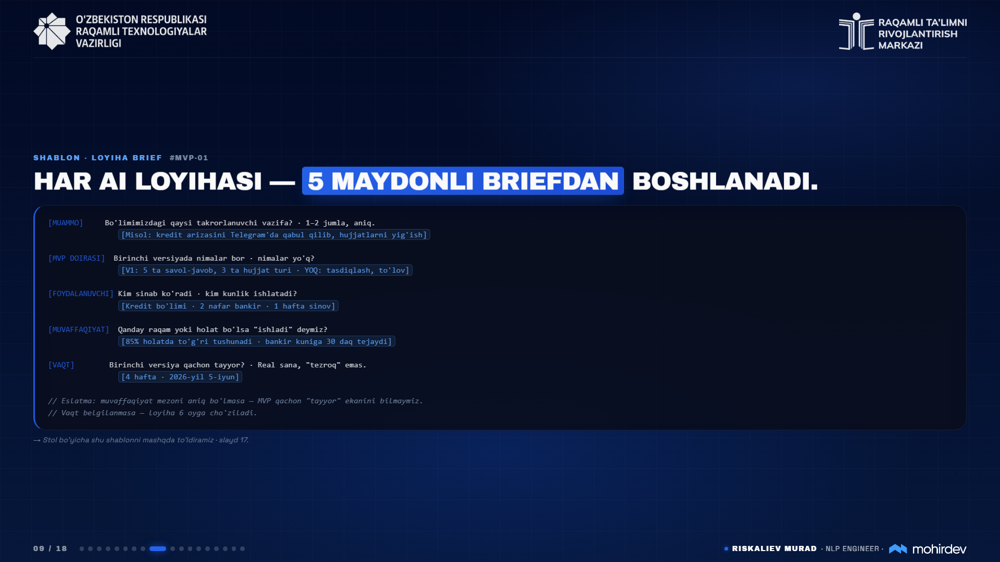 O'ZBEKISTON RESPUBLIKASI
RAQAMLI TEXNOLOGIYALAR
VAZIRLIGI
RAQAMLI TA’LIMNI
RIVOJLANTIRISH
MARKAZI
SHABLON · LOYIHA BRIEF #MVP-01
HAR AI LOYIHASI — 5 MAYDONLI BRIEFDAN BOSHLANADI.
[MUAMMO] Bo'limimizdagi qaysi takrorlanuvchi vazifa? · 1–2 jumla, aniq.
[Misol: kredit arizasini Telegram'da qabul qilib, hujjatlarni yig'ish]
[MVP DOIRASI] Birinchi versiyada nimalar bor · nimalar yo'q?
[V1: 5 ta savol-javob, 3 ta hujjat turi · YOQ: tasdiqlash, to'lov]
[FOYDALANUVCHI] Kim sinab ko'radi · kim kunlik ishlatadi?
[Kredit bo'limi · 2 nafar bankir · 1 hafta sinov]
[MUVAFFAQIYAT] Qanday raqam yoki holat bo'lsa "ishladi" deymiz?
[85% holatda to'g'ri tushunadi · bankir kuniga 30 daq tejaydi]
[VAQT] Birinchi versiya qachon tayyor? · Real sana, "tezroq" emas.
[4 hafta · 2026-yil 5-iyun]
// Eslatma: muvaffaqiyat mezoni aniq bo'lmasa — MVP qachon "tayyor" ekanini bilmaymiz.
// Vaqt belgilanmasa — loyiha 6 oyga cho'ziladi.
→ Stol bo'yicha shu shablonni mashqda to'ldiramiz · slayd 17.
09 / 18
RISKALIEV MURAD · NLP ENGINEER · mohirdev